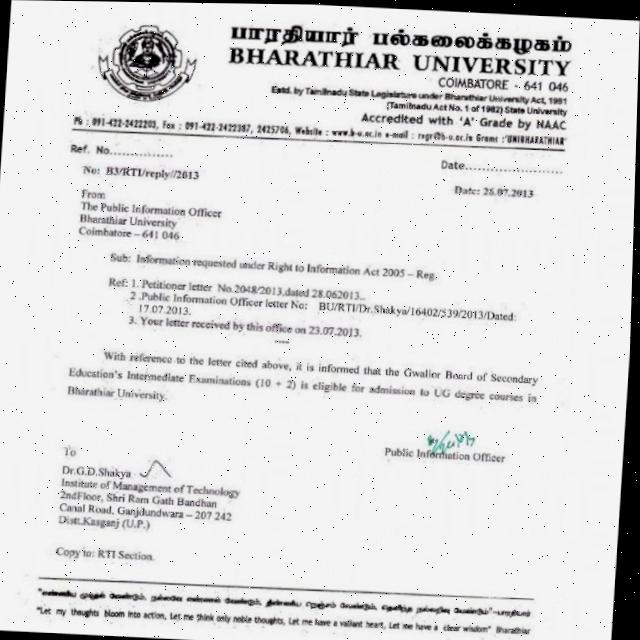 பாரதியார் பல்கலைக்கழகம்
BHARATHIAR UNIVERSITY
COIMBATORE - 641 046
Estd. by Tamilnadu State Legislature under Bharathiar University Act, 1981
(Tamilnadu Act No. 1 of 1982) State University
Accredited with 'A' Grade by NAAC
Ph : 091-422-2422203, Fax : 091-422-2422387, 2425706, Website : www.b-u.ac.in e-mail : regr@b-u.ac.in Grams : 'UNIBHARATHIAR'
Ref. No..............
Date........................
No: B3/RTI/reply//2013
Date: 26.07.2013
From
The Public Information Officer
Bharathiar University
Coimbatore – 641 046
Sub: Information requested under Right to Information Act 2005 – Reg.
Ref: 1. Petitioner letter No.2048/2013,dated 28.062013..
2 .Public Information Officer letter No: BU/RTI/Dr.Shakya/16402/539/2013/Dated:
17.07.2013.
3. Your letter received by this office on 23.07.2013.
With reference to the letter cited above, it is informed that the Gwalior Board of Secondary
Education's Intermediate Examinations (10 + 2) is eligible for admission to UG degree couries in
Bharathiar University.
Public Information Officer
To
Dr.G.D.Shakya
Institute of Management of Technology
2ndFloor, Shri Ram Gath Bandhan
Canal Road, Ganjdundwara – 207 242
Distt.Kasganj (U.P.)
Copy to: RTI Section.
"Let my thoughts bloom into action, Let me think only noble thoughts, Let me have a valiant heart, Let me have a clear wisdom" Bharathiar